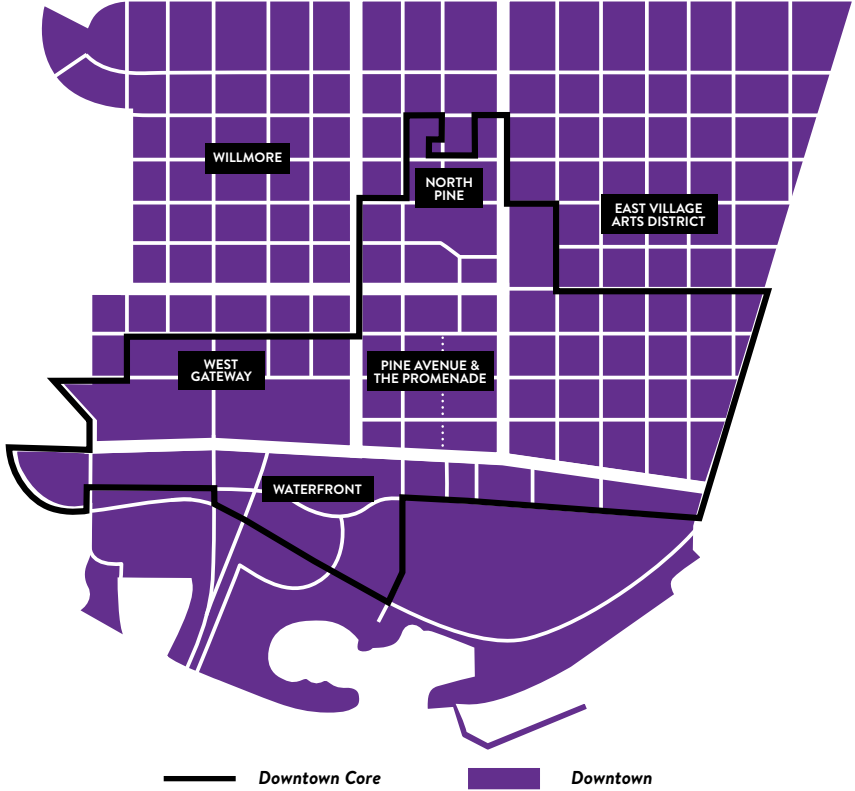 WILLMORE
NORTH
PINE
EAST VILLAGE
ARTS DISTRICT
WEST
GATEWAY
PINE AVENUE &
THE PROMENADE
WATERFRONT
Downtown Core
Downtown